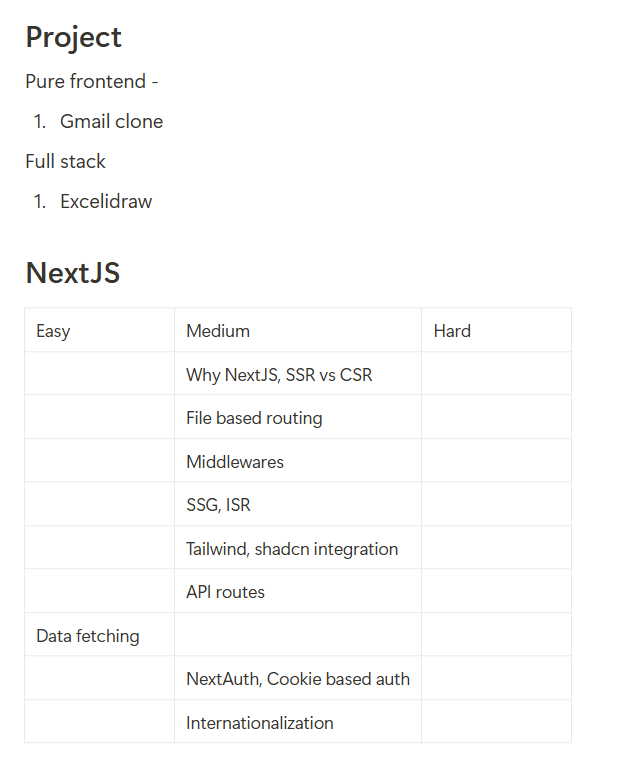 Project
Pure frontend -
1. Gmail clone
Full stack
1. Excelidraw
NextJS
Easy Medium Hard
Why NextJS, SSR vs CSR
File based routing
Middlewares
SSG, ISR
Tailwind, shadcn integration
API routes
Data fetching
NextAuth, Cookie based auth
Internationalization